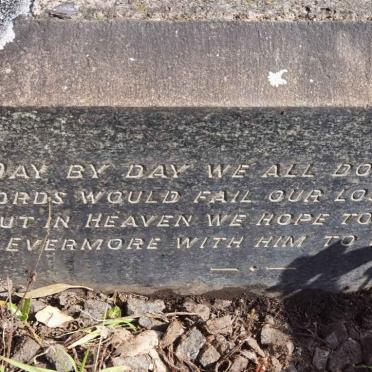 DAY BY DAY WE ALL DO
ORDS WOULD FAIL OUR LO
UT IN HEAVEN WE HOPE TO
EVERMORE WITH HIM TO